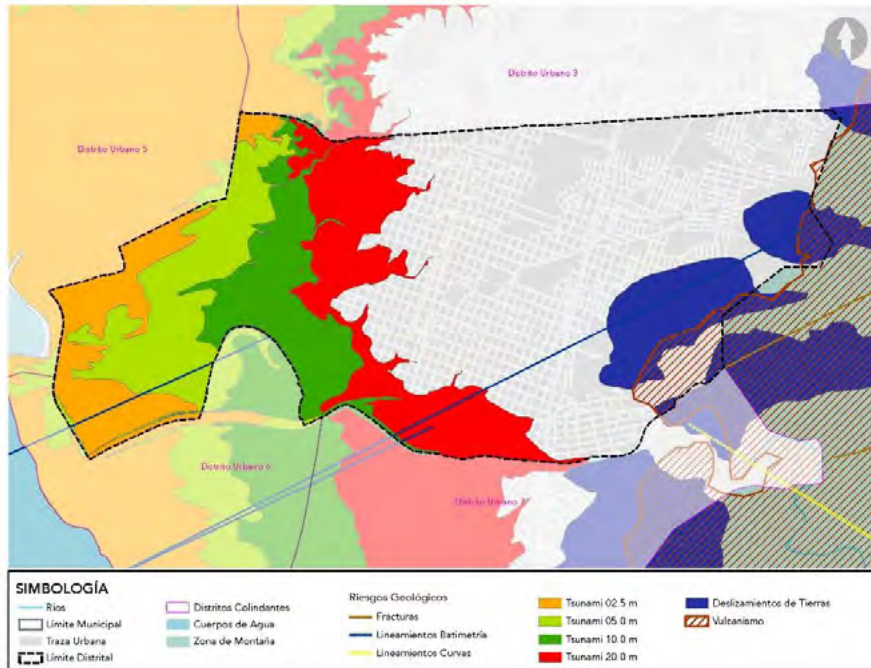 Distrito Urbano 3
Distrito Urbano 5
Distrito Urbano 6
Distrito Urbano 7
SIMBOLOGÍA
Ríos
Límite Municipal
Traza Urbana
Límite Distrital
Distritos Colindantes
Cuerpos de Agua
Zona de Montaña
Riesgos Geológicos
Fracturas
Lineamientos Batimetría
Lineamientos Curvas
Tsunami 02.5 m
Tsunami 05.0 m
Tsunami 10.0 m
Tsunami 20.0 m
Deslizamientos de Tierras
Vulcanismo